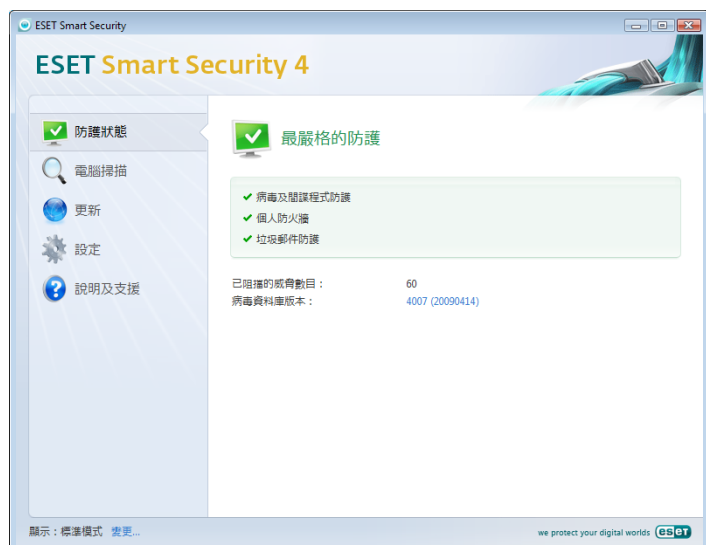 ESET Smart Security
ESET Smart Security 4
防護狀態
電腦掃描
更新
設定
說明及支援
最嚴格的防護
病毒及間諜程式防護
個人防火牆
垃圾郵件防護
已阻擋的威脅數目： 60
病毒資料庫版本： 4007 (20090414)
顯示：標準模式 變更...
we protect your digital worlds eset